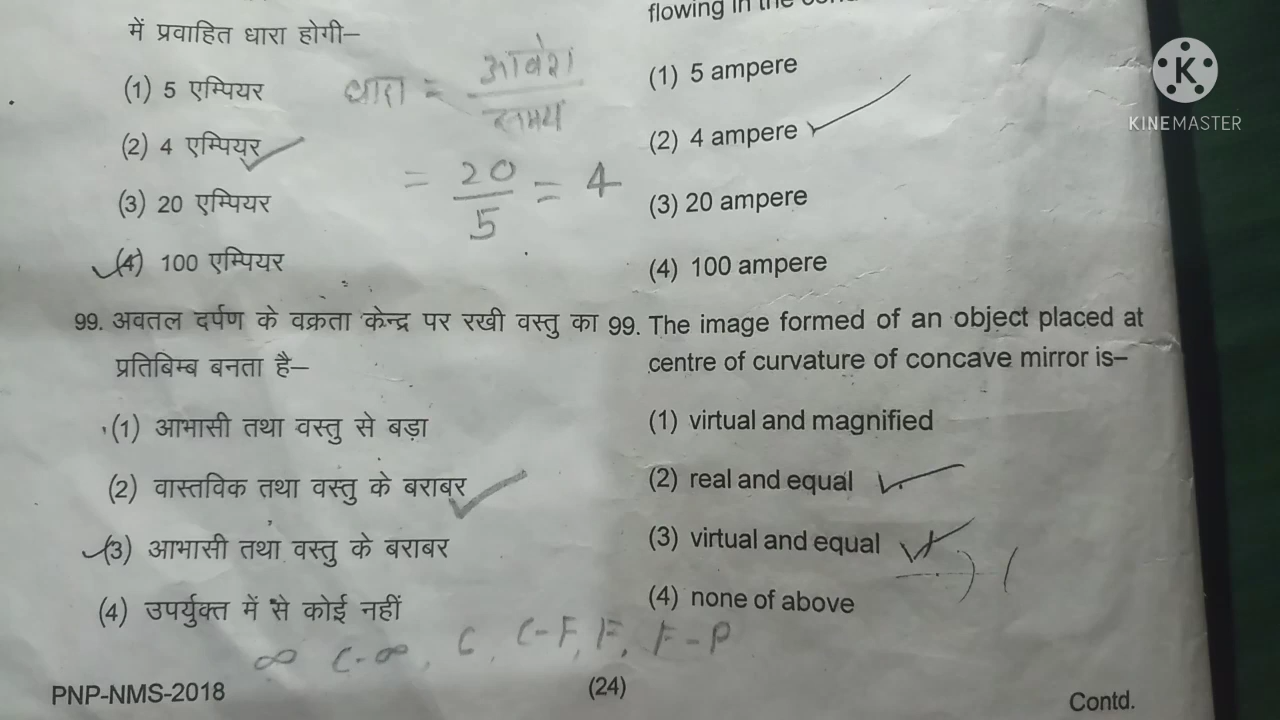 में प्रवाहित धारा होगी–
(1) 5 एम्पियर
(2) 4 एम्पियर
(3) 20 एम्पियर
(4) 100 एम्पियर
धारा = आवेश
समय
= 20
5
= 4
flowing in the
(1) 5 ampere
(2) 4 ampere
(3) 20 ampere
(4) 100 ampere
K
KINEMASTER
99. अवतल दर्पण के वक्रता केन्द्र पर रखी वस्तु का
प्रतिबिम्ब बनता है–
(1) आभासी तथा वस्तु से बड़ा
(2) वास्तविक तथा वस्तु के बराबर
(3) आभासी तथा वस्तु के बराबर
(4) उपर्युक्त में से कोई नहीं
99. The image formed of an object placed at
centre of curvature of concave mirror is–
(1) virtual and magnified
(2) real and equal
(3) virtual and equal
(4) none of above
∞ C-∞, C, C-F, F, F-P
PNP-NMS-2018
(24)
Contd.